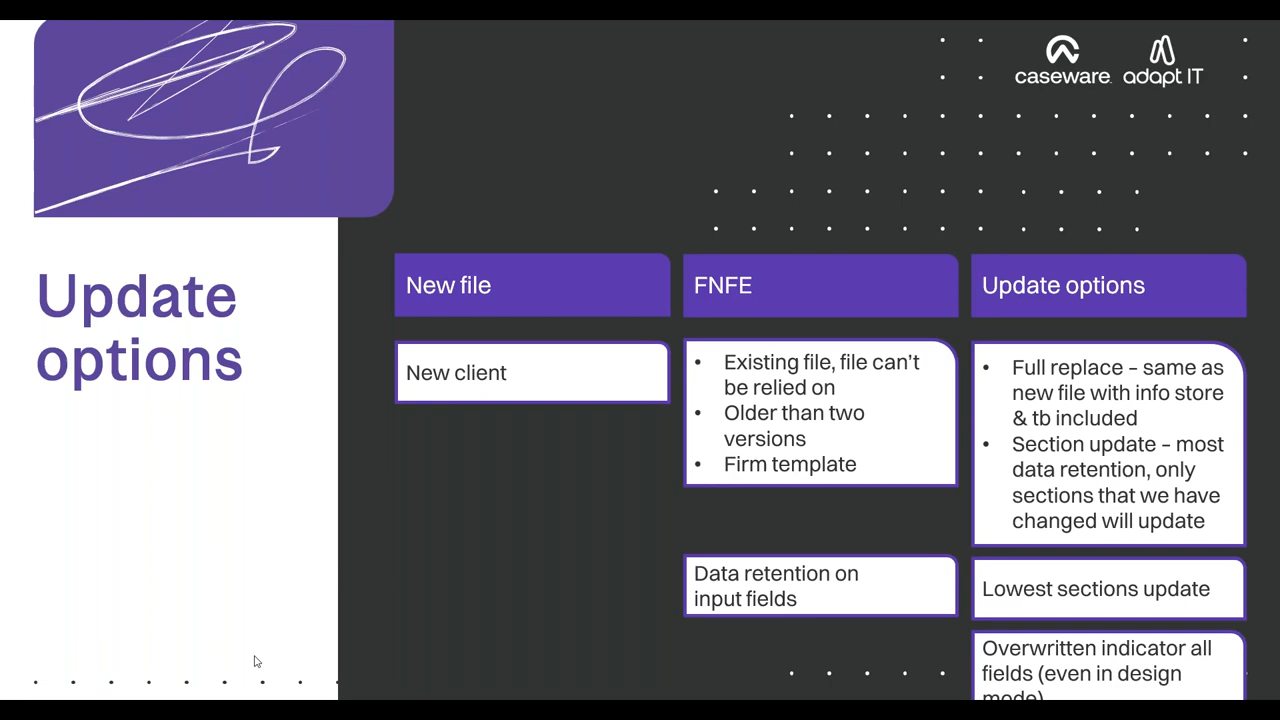 caseware.
adapt IT
Update
options
New file
FNFE
Update options
New client
• Existing file, file can't
be relied on
• Older than two
versions
• Firm template
• Full replace – same as
new file with info store
& tb included
• Section update – most
data retention, only
sections that we have
changed will update
Data retention on
input fields
Lowest sections update
Overwritten indicator all
fields (even in design
mode)